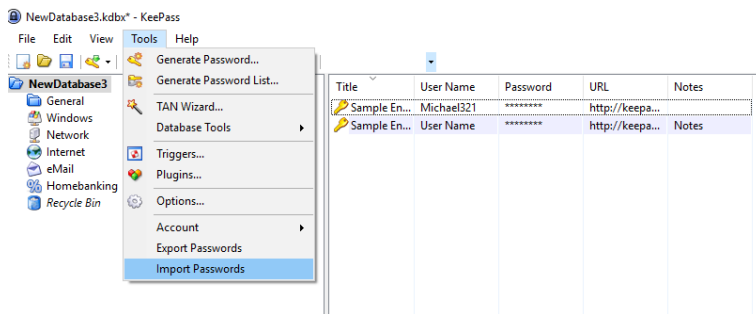 NewDatabase3.kdbx* - KeePass
File Edit View Tools Help
NewDatabase3
General
Windows
Network
Internet
eMail
Homebanking
Recycle Bin
Generate Password...
Generate Password List...
TAN Wizard...
Database Tools
Triggers...
Plugins...
Options...
Account
Export Passwords
Import Passwords
Title User Name Password URL Notes
Sample En... Michael321 ******** http://keepa...
Sample En... User Name ******** http://keepa... Notes